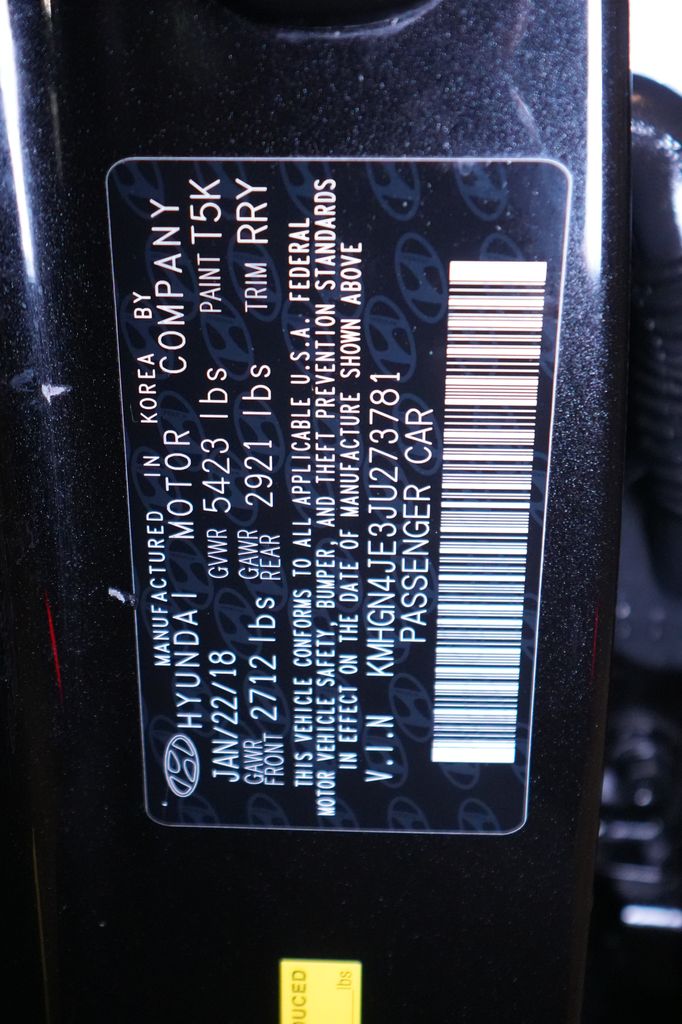 MANUFACTURED IN KOREA BY
HYUNDAI MOTOR COMPANY
JAN/22/18 GVWR 5423 lbs PAINT T5K
GAWR FRONT 2712 lbs GAWR REAR 2921 lbs TRIM RRY
THIS VEHICLE CONFORMS TO ALL APPLICABLE U.S.A. FEDERAL
MOTOR VEHICLE SAFETY, BUMPER, AND THEFT PREVENTION STANDARDS
IN EFFECT ON THE DATE OF MANUFACTURE SHOWN ABOVE
V.I.N KMHGN4JE3JU273781
PASSENGER CAR
UCED
lbs